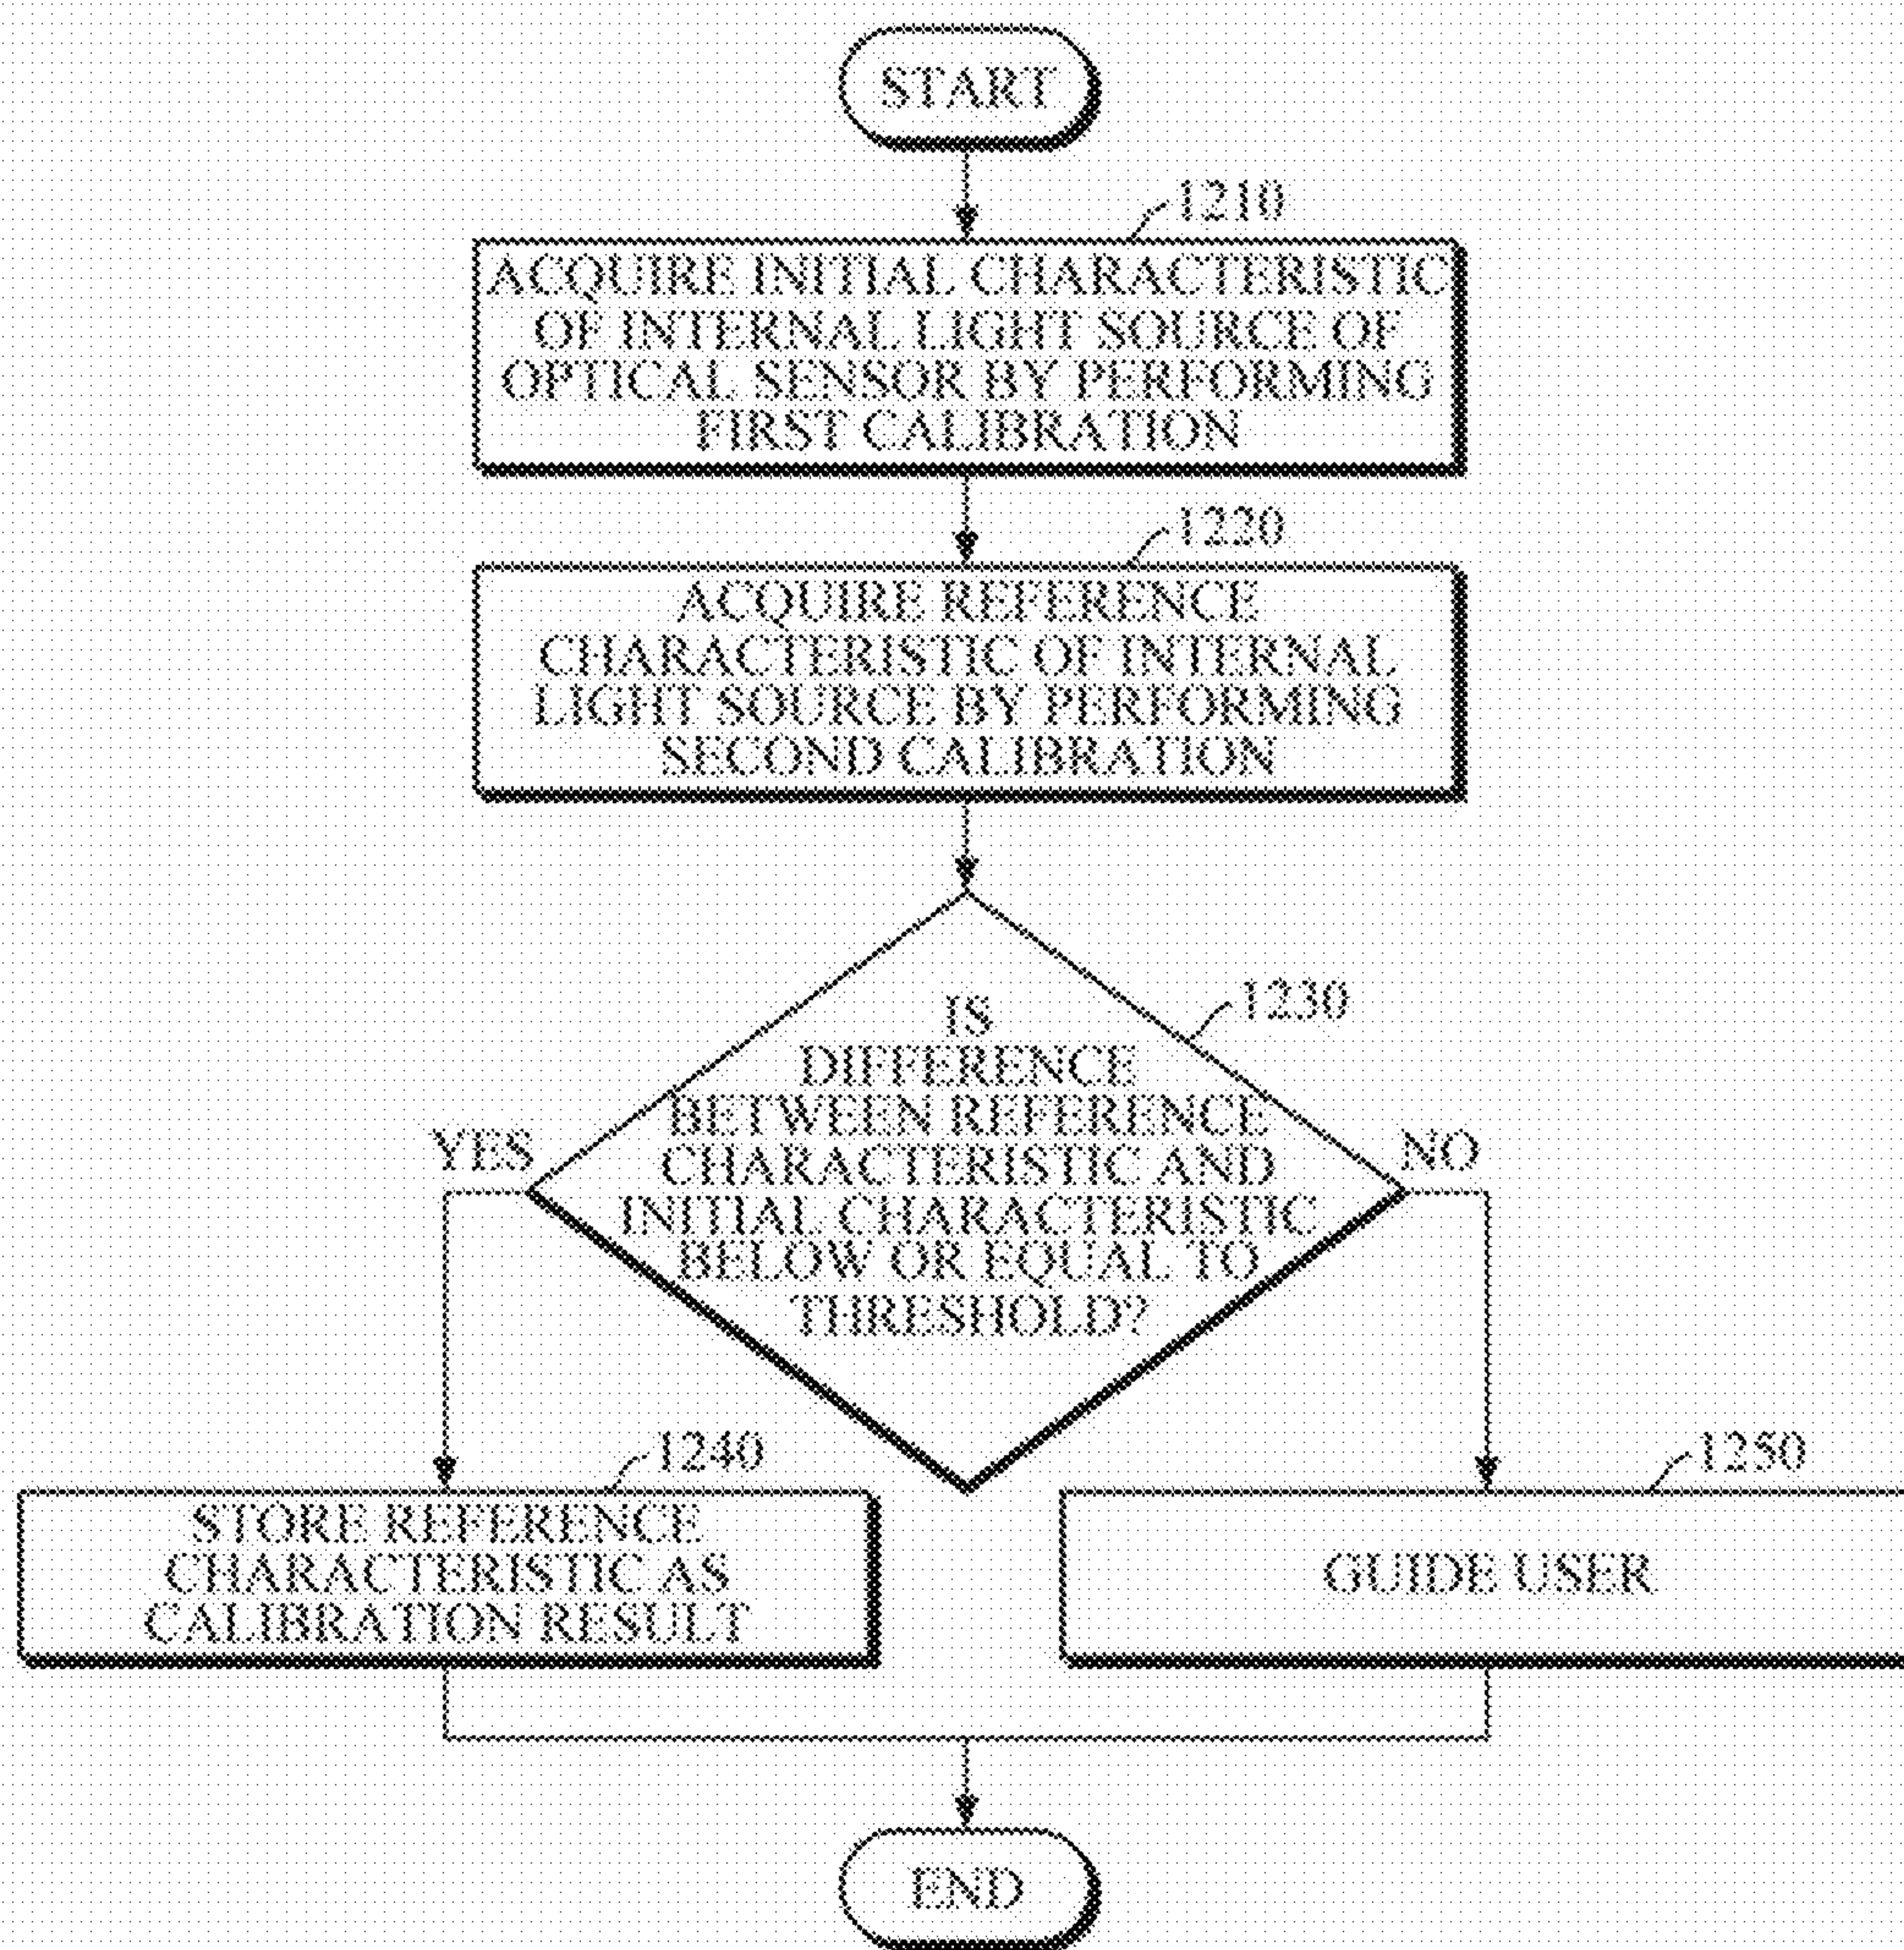 START
1210
ACQUIRE INITIAL CHARACTERISTIC
OF INTERNAL LIGHT SOURCE OF
OPTICAL SENSOR BY PERFORMING
FIRST CALIBRATION
1220
ACQUIRE REFERENCE
CHARACTERISTIC OF INTERNAL
LIGHT SOURCE BY PERFORMING
SECOND CALIBRATION
1230
IS
DIFFERENCE
BETWEEN REFERENCE
CHARACTERISTIC AND
INITIAL CHARACTERISTIC
BELOW OR EQUAL TO
THRESHOLD?
YES
NO
1240
STORE REFERENCE
CHARACTERISTIC AS
CALIBRATION RESULT
1250
GUIDE USER
END